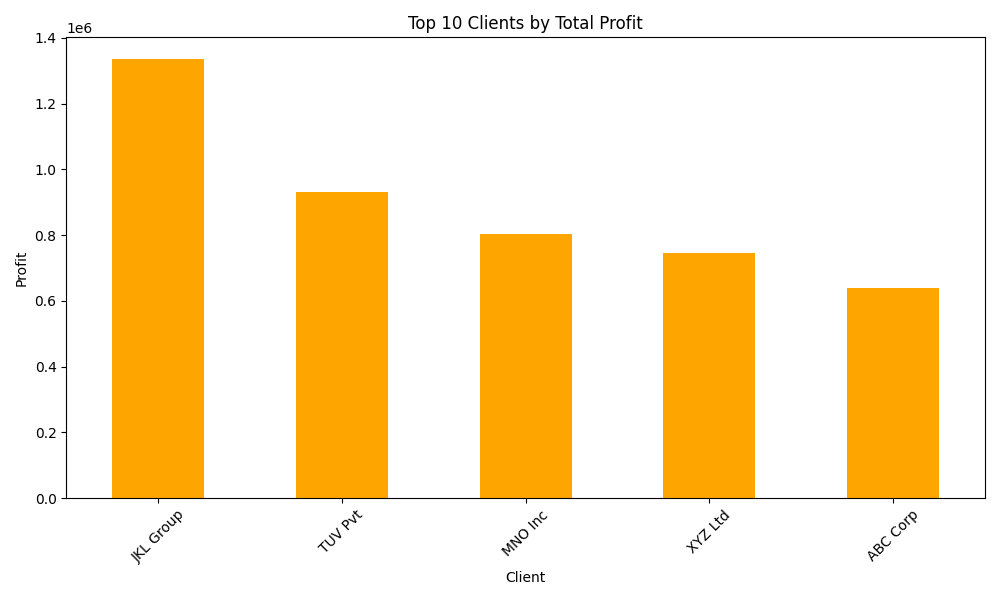 Top 10 Clients by Total Profit
1e6
1.4
1.2
1.0
0.8
0.6
0.4
0.2
0.0
Profit
JKL Group
TUV Pvt
MNO Inc
XYZ Ltd
ABC Corp
Client